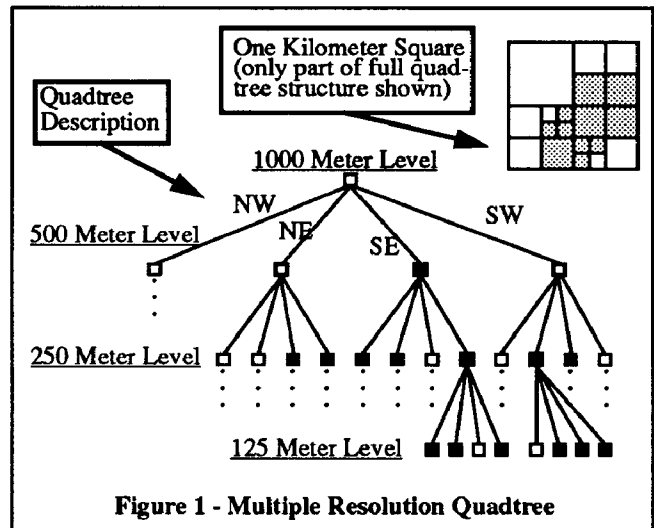 One Kilometer Square
(only part of full quad-
tree structure shown)
Quadtree
Description
1000 Meter Level
NW
NE
SE
SW
500 Meter Level
250 Meter Level
125 Meter Level
Figure 1 - Multiple Resolution Quadtree